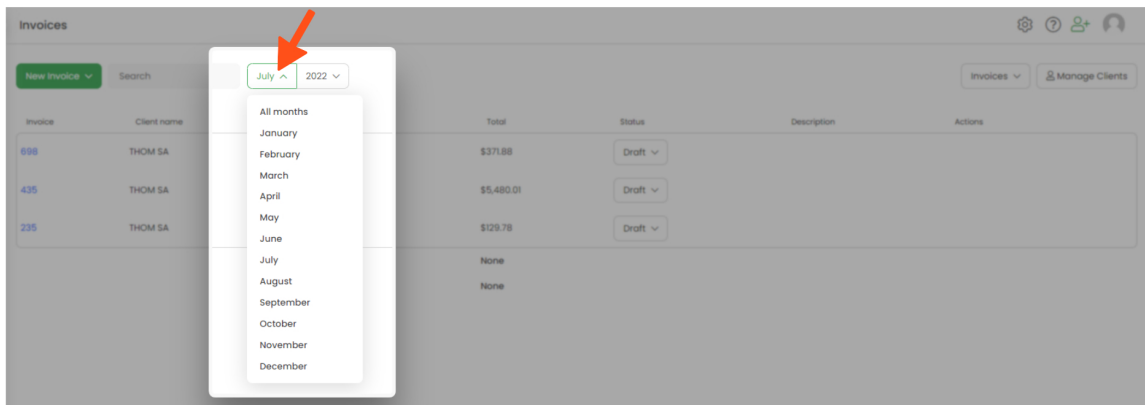 Invoices
New Invoice
Search
July
2022
Invoices
Manage Clients
Invoice
Client name
Total
Status
Description
Actions
698
THOM SA
$371.88
Draft
435
THOM SA
$5,480.01
Draft
235
THOM SA
$129.78
Draft
None
None
All months
January
February
March
April
May
June
July
August
September
October
November
December